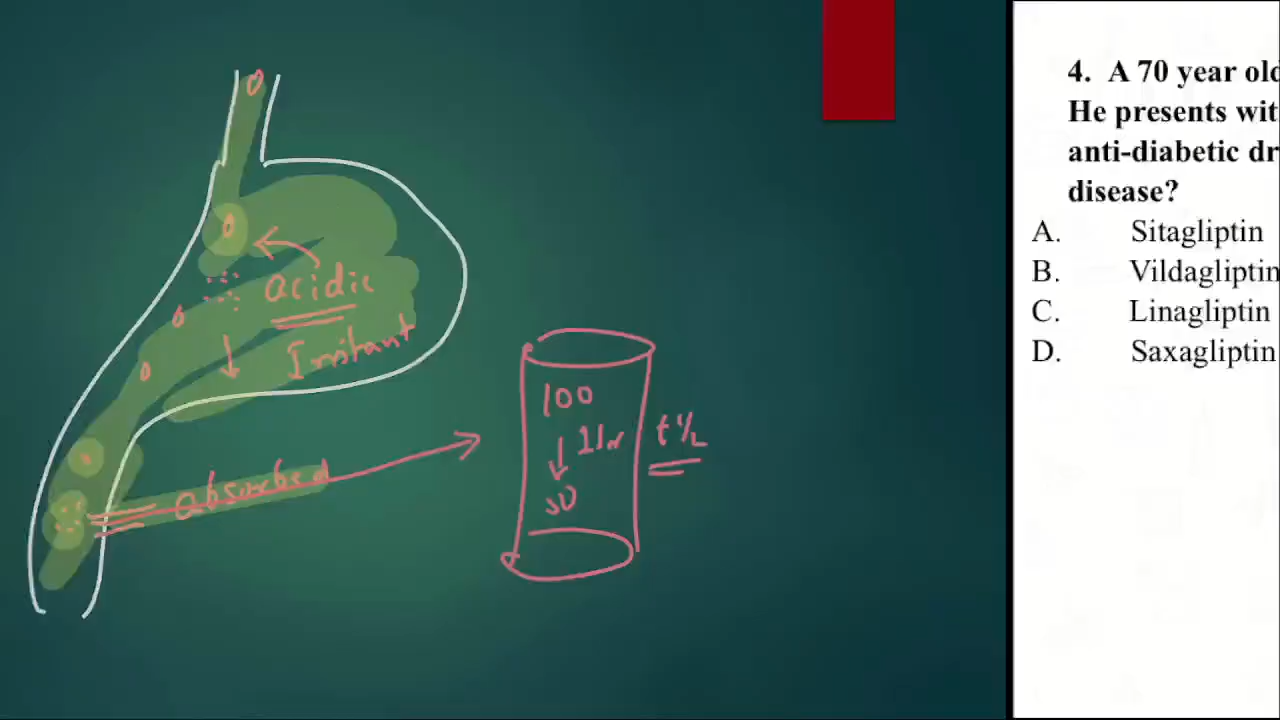 acidic
Irritant
absorbed
100
1hr
50
t½
4. A 70 year old
He presents wit
anti-diabetic dr
disease?
A. Sitagliptin
B. Vildagliptin
C. Linagliptin
D. Saxagliptin